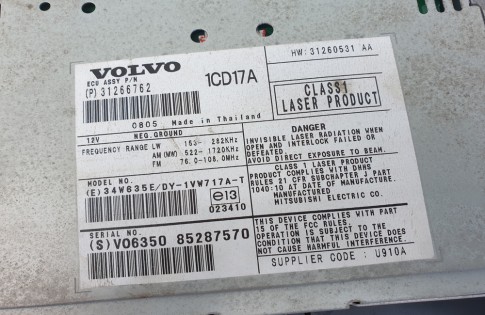 VOLVO
ECU ASSY P/N
(P) 31266762
1CD17A
HW: 31260531 AA
CLASS1
LASER PRODUCT
0805 Made in Thailand
12V NEG.GROUND
FREQUENCY RANGE LW 153- 282KHz
AM (MW) 522- 1720KHz
FM 76.0-108.0MHz
MODEL NO.
(E)34W635E/DY-1VW717A-T
e13
023410
SERIAL NO.
(S) V06350 85287570
DANGER
INVISIBLE LASER RADIATION WHEN
OPEN AND INTERLOCK FAILED OR
DEFEATED.
AVOID DIRECT EXPOSURE TO BEAM.
CLASS 1 LASER PRODUCT
PRODUCT COMPLIES WITH DHHS
RULES 21 CFR SUBCHAPTER J PART
1040:10 AT DATE OF MANUFACTURE.
MANUFACTURED
MITSUBISHI ELECTRIC CO.
THIS DEVICE COMPLIES WITH PART
15 OF THE FCC RULES.
OPERATION IS SUBJECT TO THE
CONDITION THAT THIS DEVICE DOES
NOT CAUSE HARMFUL INTERFERENCE.
SUPPLIER CODE : U910A